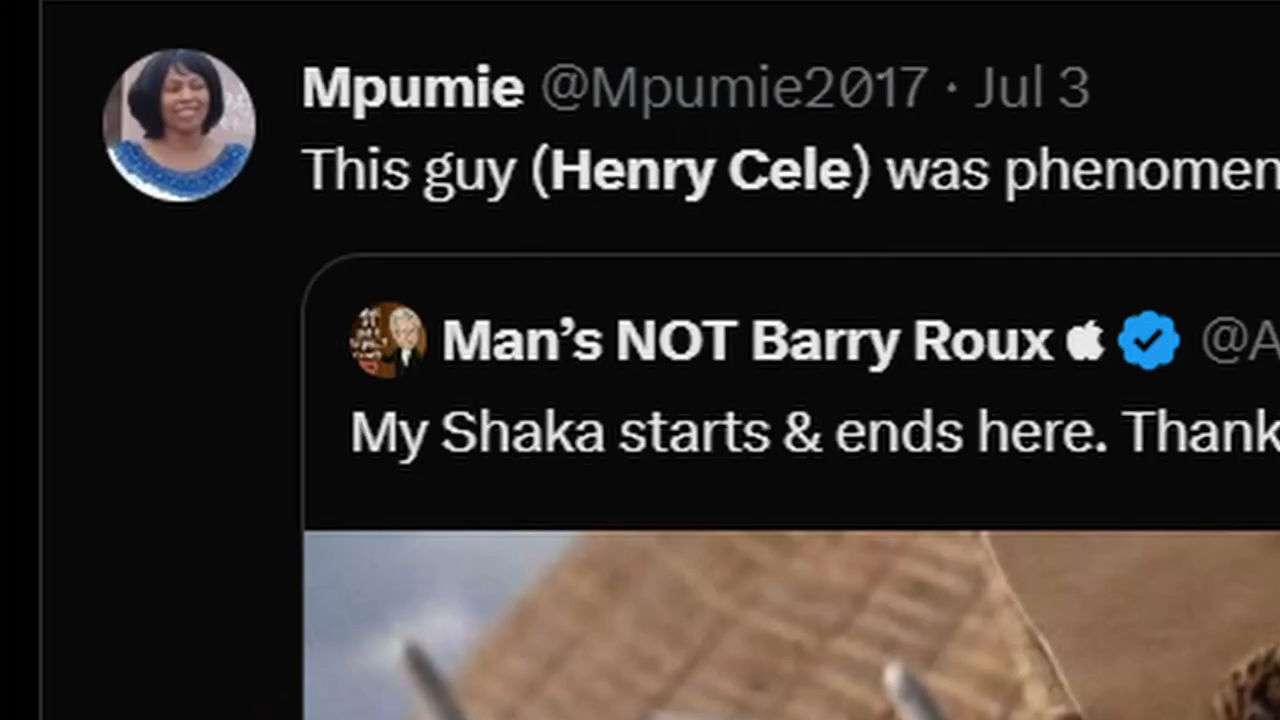 Mpumie @Mpumie2017 · Jul 3
This guy (Henry Cele) was phenomen
Man’s NOT Barry Roux @A
My Shaka starts & ends here. Thank